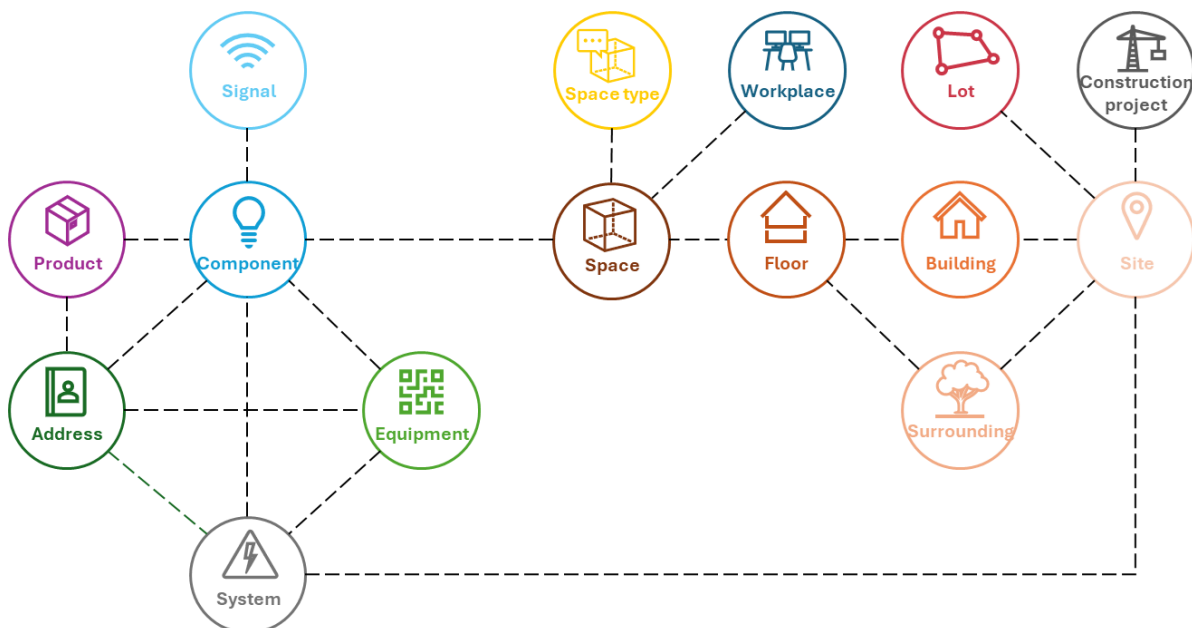 Signal
Space type
Workplace
Lot
Construction
project
Product
Component
Space
Floor
Building
Site
Address
Equipment
Surrounding
System